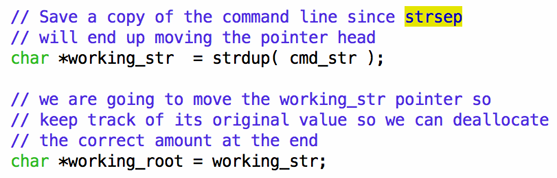 // Save a copy of the command line since strsep
// will end up moving the pointer head
char *working_str  = strdup( cmd_str );
// we are going to move the working_str pointer so
// keep track of its original value so we can deallocate
// the correct amount at the end
char *working_root = working_str;